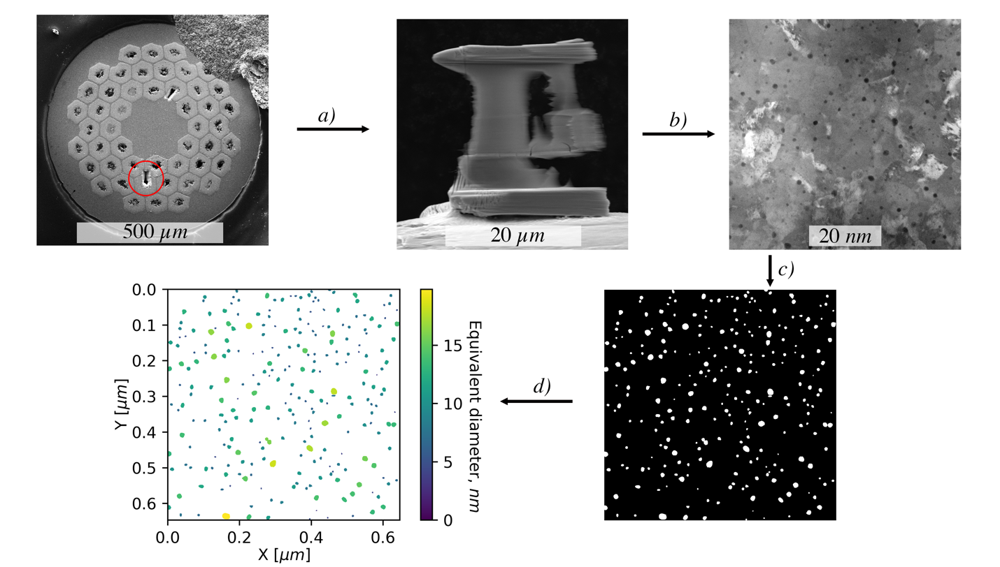 a)
b)
500 µm
20 µm
20 nm
c)
0.0
0.1
0.2
0.3
0.4
0.5
0.6
Y [µm]
0.0
0.2
0.4
0.6
X [µm]
15
10
5
0
Equivalent diameter, nm
d)